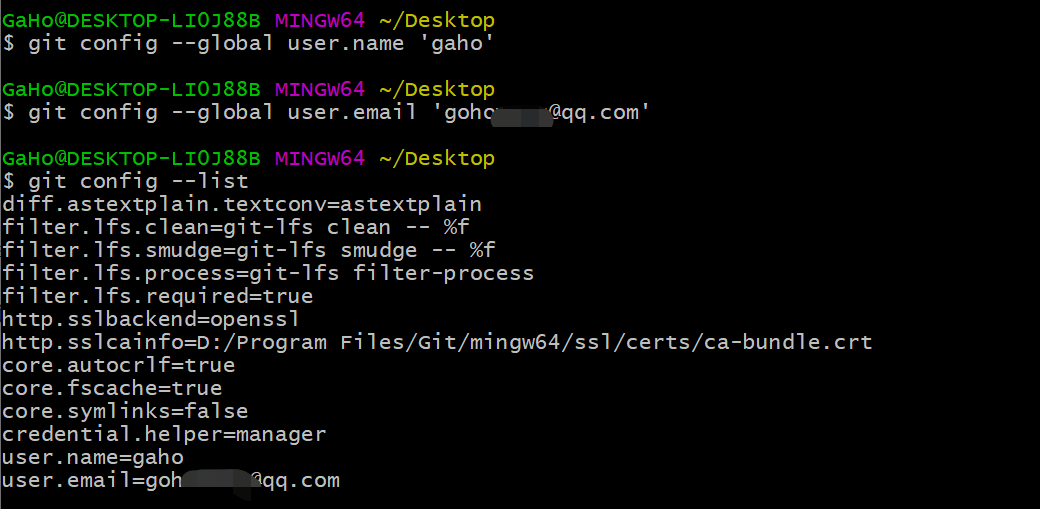 GaHo@DESKTOP-LIOJ88B MINGW64 ~/Desktop
$ git config --global user.name 'gaho'
GaHo@DESKTOP-LIOJ88B MINGW64 ~/Desktop
$ git config --global user.email '@qq.com'
GaHo@DESKTOP-LIOJ88B MINGW64 ~/Desktop
$ git config --list
diff.astextplain.textconv=astextplain
filter.lfs.clean=git-lfs clean -- %f
filter.lfs.smudge=git-lfs smudge -- %f
filter.lfs.process=git-lfs filter-process
filter.lfs.required=true
http.sslbackend=openssl
http.sslcainfo=D:/Program Files/Git/mingw64/ssl/certs/ca-bundle.crt
core.autocrlf=true
core.fscache=true
core.symlinks=false
credential.helper=manager
user.name=gaho
user.email=@qq.com